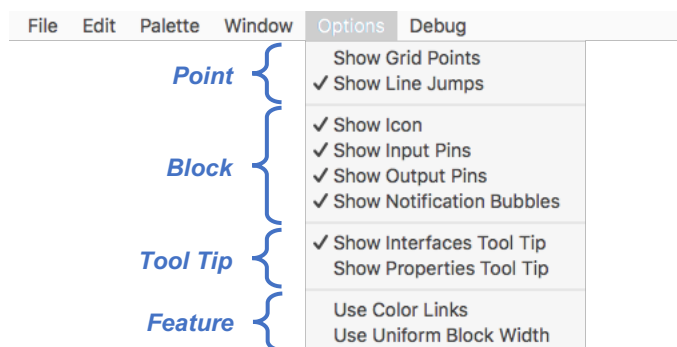 File Edit Palette Window Options Debug
Point
Show Grid Points
✓ Show Line Jumps
Block
✓ Show Icon
✓ Show Input Pins
✓ Show Output Pins
✓ Show Notification Bubbles
Tool Tip
✓ Show Interfaces Tool Tip
Show Properties Tool Tip
Feature
Use Color Links
Use Uniform Block Width